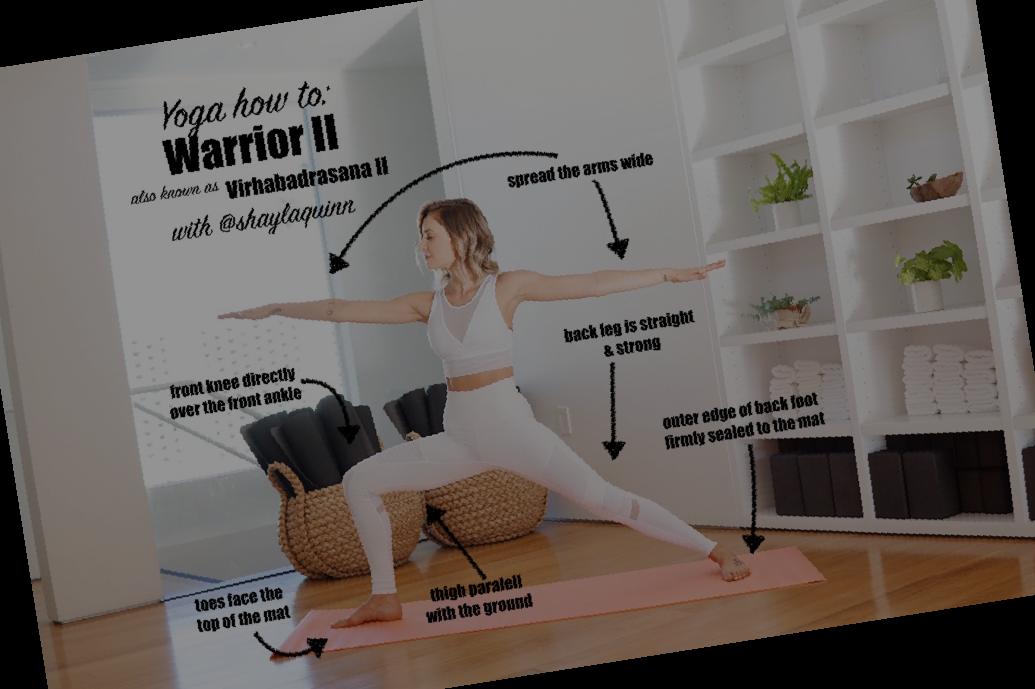 Yoga how to:
Warrior II
also known as Virhabadrasana II
with @shaylaquinn
spread the arms wide
back leg is straight
& strong
front knee directly
over the front ankle
outer edge of back foot
firmly sealed to the mat
thigh paralell
with the ground
toes face the
top of the mat